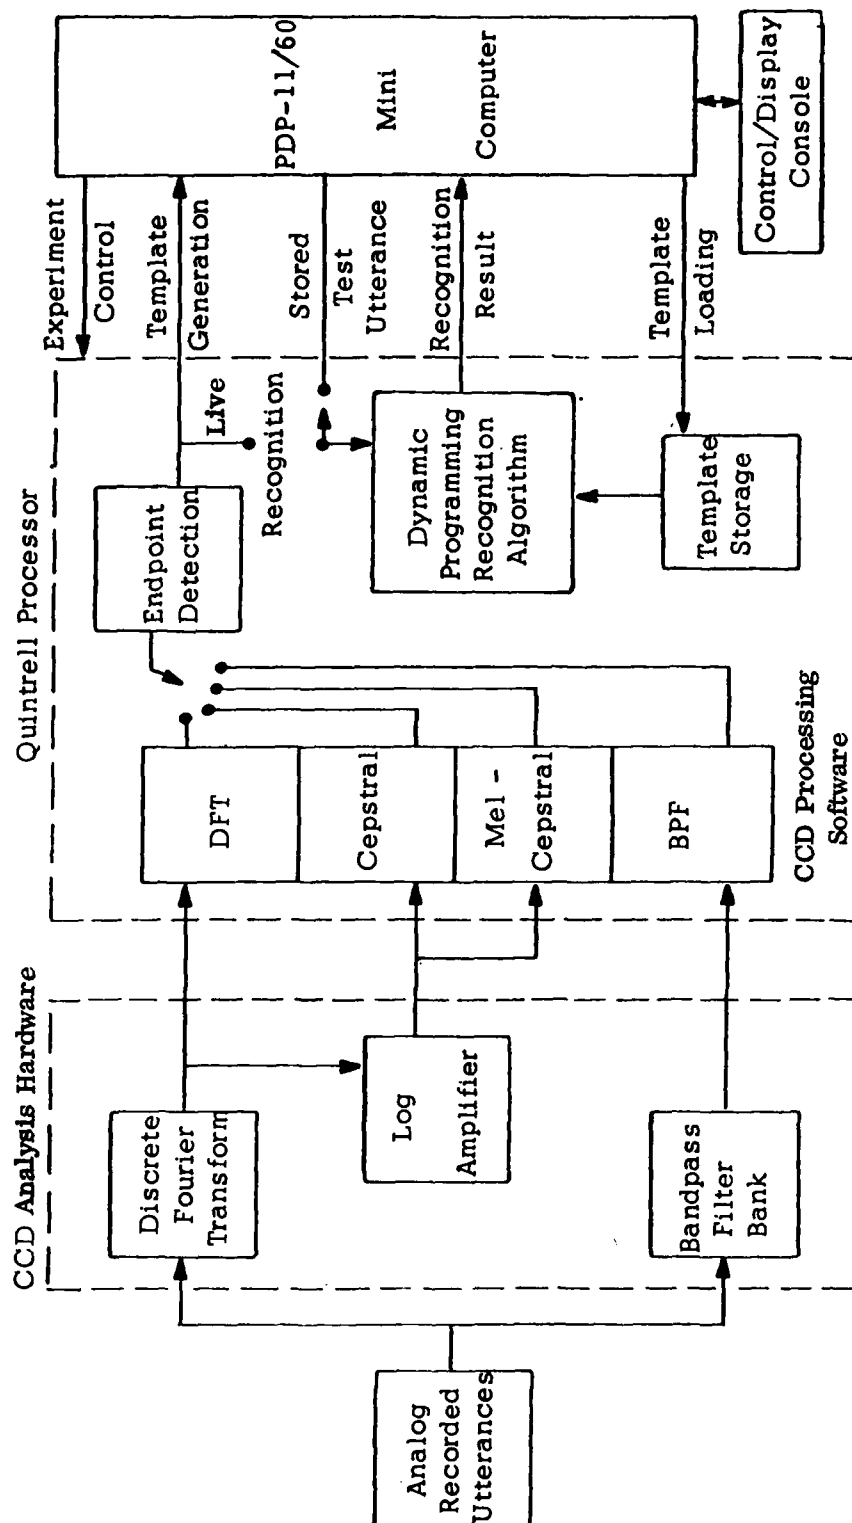 Analog
Recorded
Utterances
CCD Analysis Hardware
Discrete
Fourier
Transform
Log
Amplifier
Bandpass
Filter
Bank
Quintrell Processor
DFT
Cepstral
Mel -
Cepstral
BPF
CCD Processing
Software
Endpoint
Detection
Live
Recognition
Dynamic
Programming
Recognition
Algorithm
Template
Storage
Experiment
Control
Template
Generation
Stored
Test
Utterance
Recognition
Result
Template
Loading
PDP-11/60
Mini
Computer
Control/Display
Console